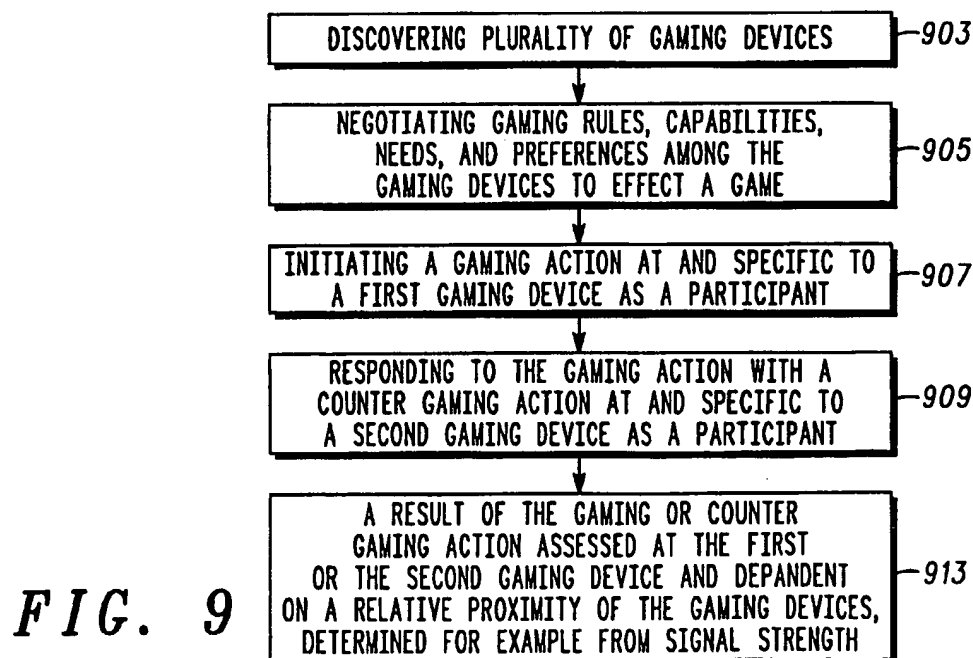 DISCOVERING PLURALITY OF GAMING DEVICES
903
NEGOTIATING GAMING RULES, CAPABILITIES,
NEEDS, AND PREFERENCES AMONG THE
GAMING DEVICES TO EFFECT A GAME
905
INITIATING A GAMING ACTION AT AND SPECIFIC TO
A FIRST GAMING DEVICE AS A PARTICIPANT
907
RESPONDING TO THE GAMING ACTION WITH A
COUNTER GAMING ACTION AT AND SPECIFIC TO
A SECOND GAMING DEVICE AS A PARTICIPANT
909
A RESULT OF THE GAMING OR COUNTER
GAMING ACTION ASSESSED AT THE FIRST
OR THE SECOND GAMING DEVICE AND DEPANDENT
ON A RELATIVE PROXIMITY OF THE GAMING DEVICES,
DETERMINED FOR EXAMPLE FROM SIGNAL STRENGTH
913
FIG. 9